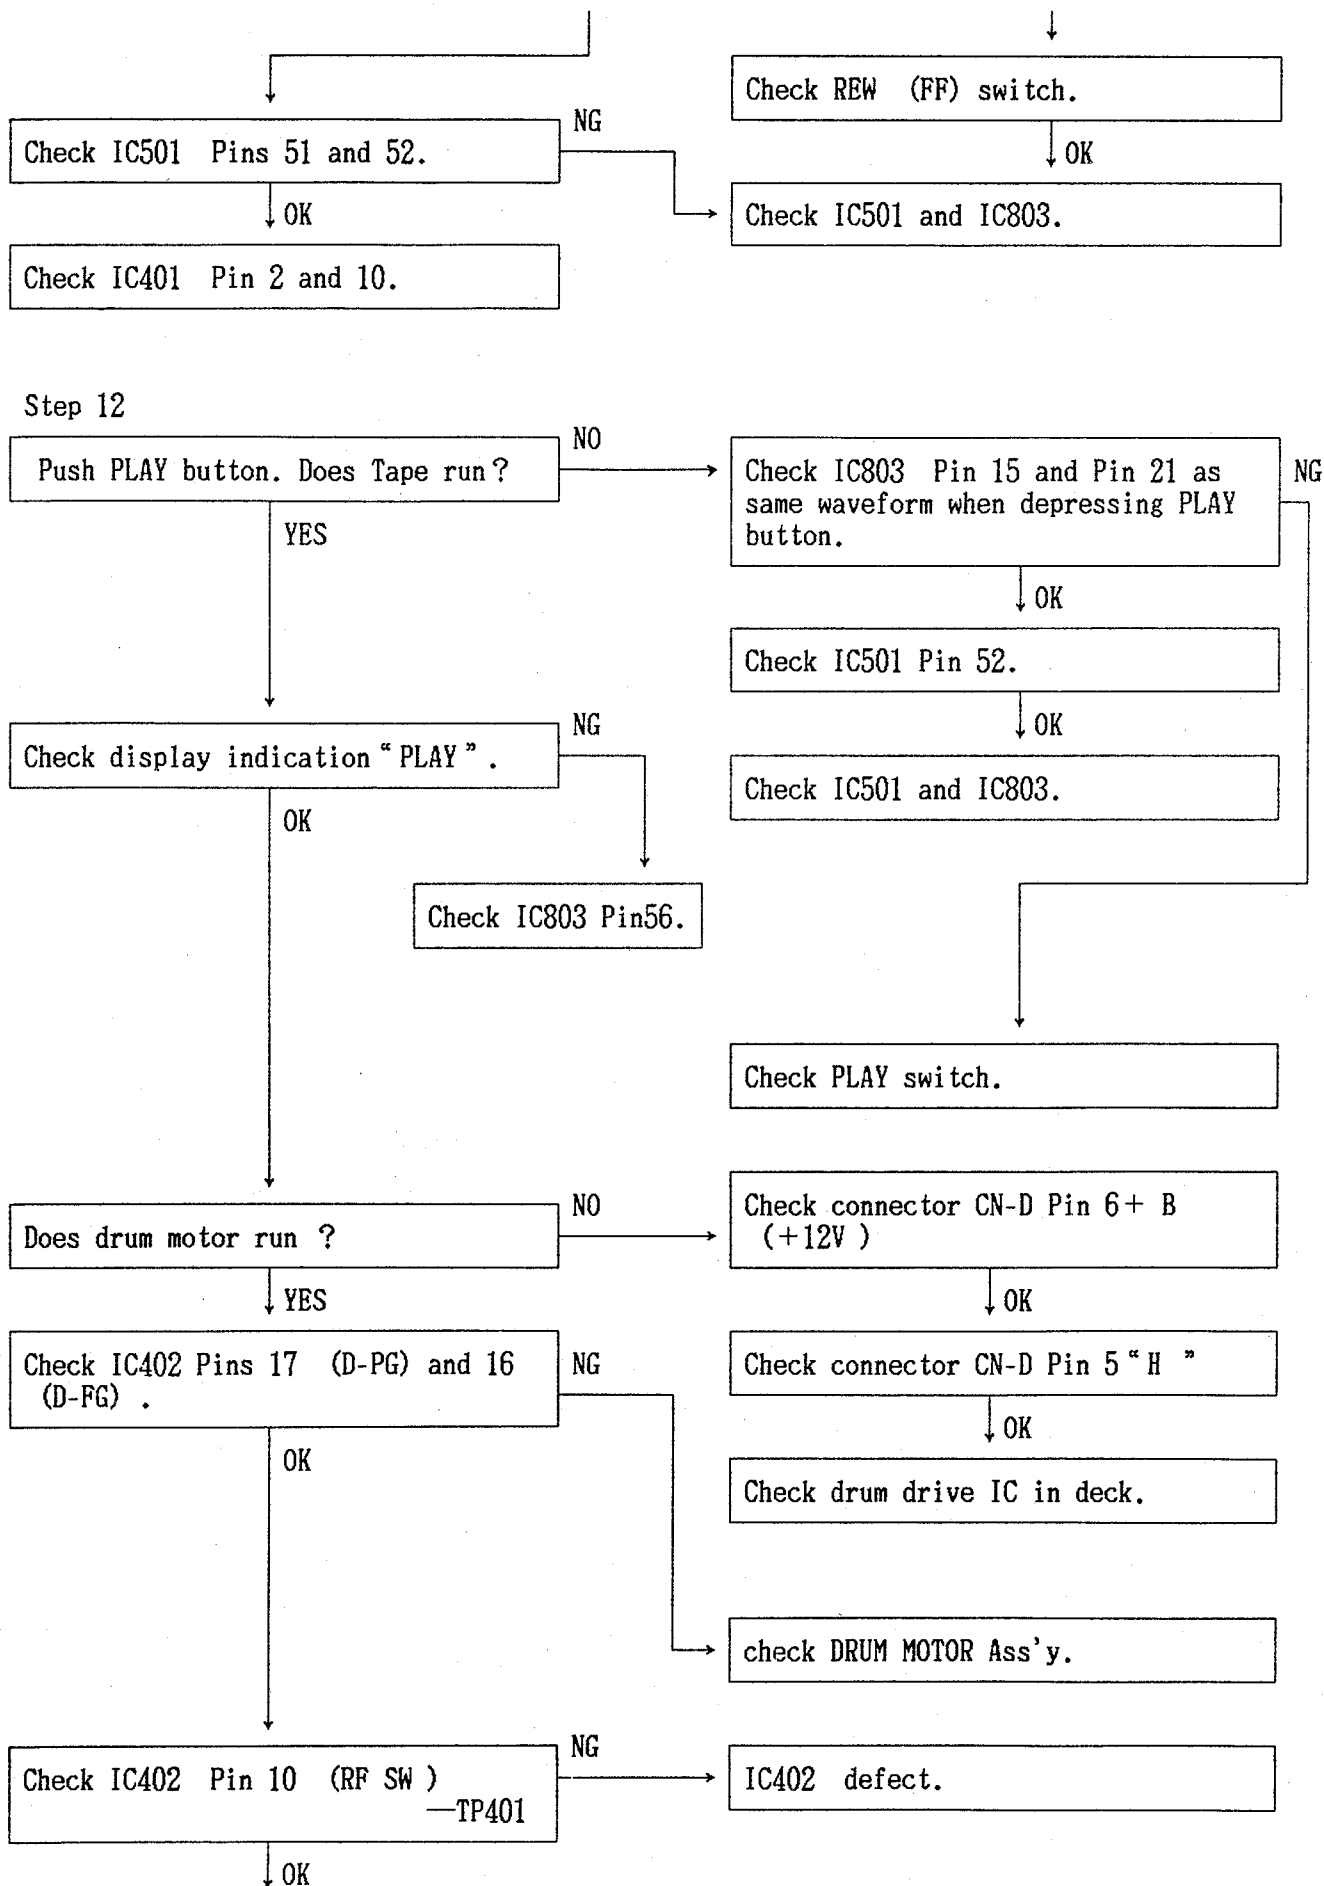 Check REW (FF) switch.
OK
Check IC501 Pins 51 and 52.
NG
OK
Check IC501 and IC803.
Check IC401 Pin 2 and 10.
Step 12
Push PLAY button. Does Tape run?
NO
YES
Check IC803 Pin 15 and Pin 21 as
same waveform when depressing PLAY
button.
NG
OK
Check IC501 Pin 52.
OK
Check IC501 and IC803.
Check display indication “PLAY”.
NG
OK
Check IC803 Pin56.
Check PLAY switch.
Does drum motor run ?
NO
YES
Check connector CN-D Pin 6+ B
(+12V )
OK
Check connector CN-D Pin 5 “H ”
OK
Check drum drive IC in deck.
Check IC402 Pins 17 (D-PG) and 16
(D-FG) .
NG
OK
check DRUM MOTOR Ass'y.
Check IC402 Pin 10 (RF SW )
—TP401
NG
IC402 defect.
OK